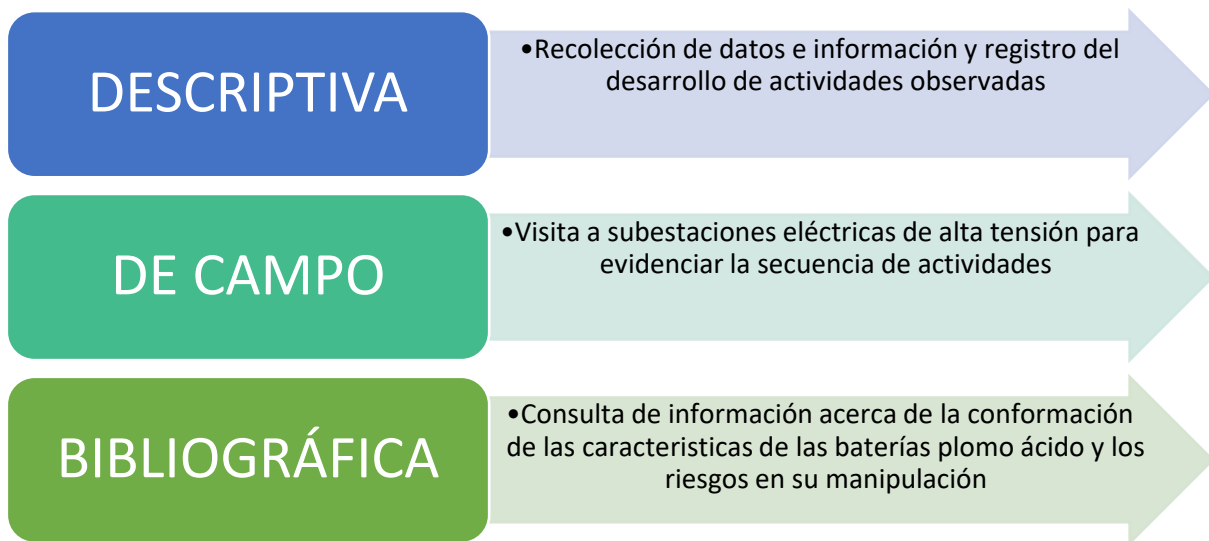 DESCRIPTIVA
•Recolección de datos e información y registro del
desarrollo de actividades observadas
DE CAMPO
•Visita a subestaciones eléctricas de alta tensión para
evidenciar la secuencia de actividades
BIBLIOGRÁFICA
•Consulta de información acerca de la conformación
de las caracteristicas de las baterías plomo ácido y los
riesgos en su manipulación